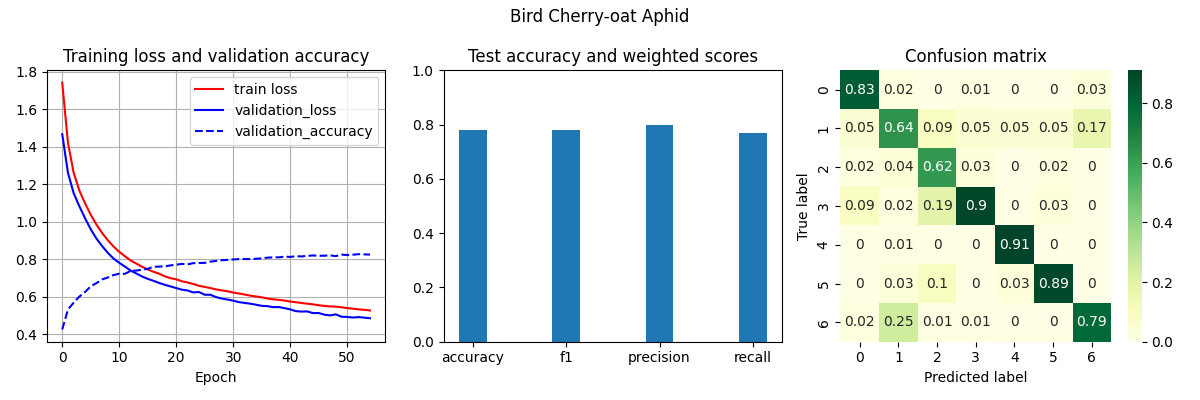 Bird Cherry-oat Aphid
Training loss and validation accuracy
1.8
1.6
1.4
1.2
1.0
0.8
0.6
0.4
train loss
validation_loss
validation_accuracy
0 10 20 30 40 50
Epoch
Test accuracy and weighted scores
1.0
0.8
0.6
0.4
0.2
0.0
accuracy f1 precision recall
Confusion matrix
True label
0 0.83 0.02 0 0.01 0 0 0.03
1 0.05 0.64 0.09 0.05 0.05 0.05 0.17
2 0.02 0.04 0.62 0.03 0 0.02 0
3 0.09 0.02 0.19 0.9 0 0.03 0
4 0 0.01 0 0 0.91 0 0
5 0 0.03 0.1 0 0.03 0.89 0
6 0.02 0.25 0.01 0.01 0 0 0.79
0 1 2 3 4 5 6
Predicted label
0.8
0.6
0.4
0.2
0.0